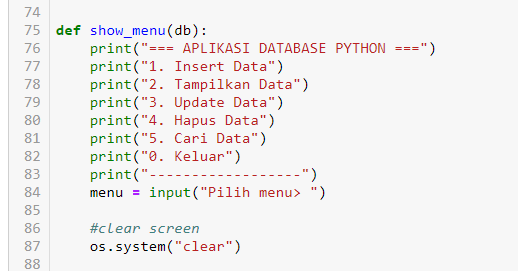 74
75 def show_menu(db):
76     print("=== APLIKASI DATABASE PYTHON ===")
77     print("1. Insert Data")
78     print("2. Tampilkan Data")
79     print("3. Update Data")
80     print("4. Hapus Data")
81     print("5. Cari Data")
82     print("0. Keluar")
83     print("------------------")
84     menu = input("Pilih menu> ")
85
86     #clear screen
87     os.system("clear")
88